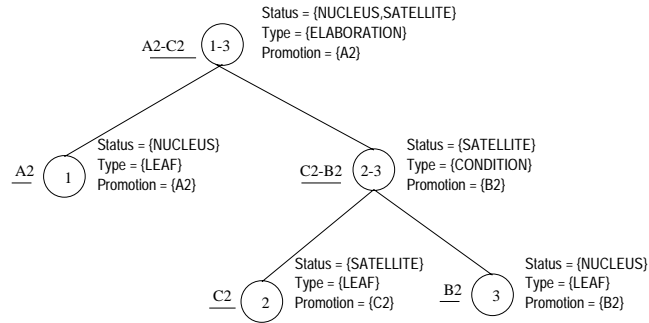 Status = {NUCLEUS,SATELLITE}
A2-C2 1-3 Type = {ELABORATION}
Promotion = {A2}
Status = {NUCLEUS}
A2 1 Type = {LEAF}
Promotion = {A2}
Status = {SATELLITE}
C2-B2 2-3 Type = {CONDITION}
Promotion = {B2}
Status = {SATELLITE}
C2 2 Type = {LEAF}
Promotion = {C2}
Status = {NUCLEUS}
B2 3 Type = {LEAF}
Promotion = {B2}